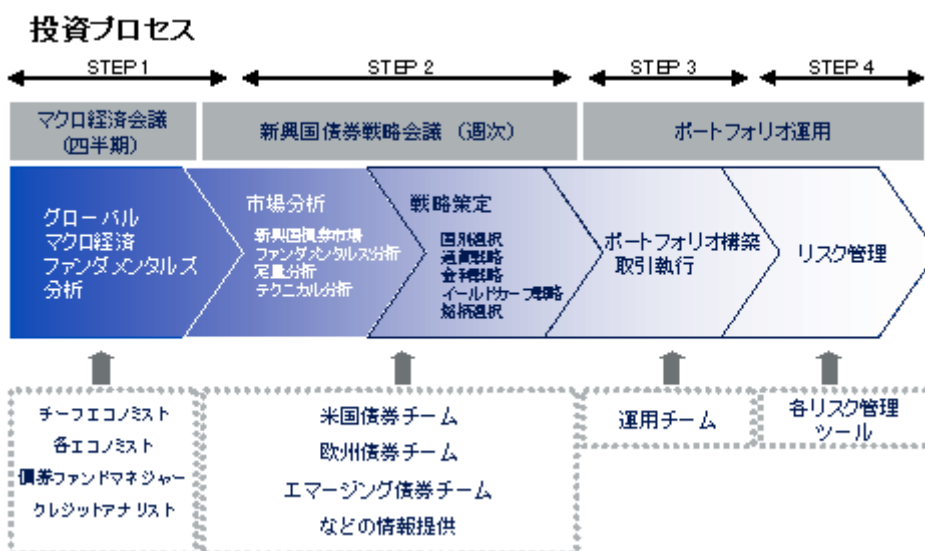 投資プロセス
STEP 1
STEP 2
STEP 3
STEP 4
マクロ経済会議
(四半期)
新興国債券戦略会議 (週次)
ポートフォリオ運用
グローバル
マクロ経済
ファンダメンタルズ
分析
市場分析
新興国債券市場
ファンダメンタルズ分析
定量分析
テクニカル分析
戦略策定
国別選択
通貨戦略
金利戦略
イールドカーブ戦略
銘柄選択
ポートフォリオ構築
取引執行
リスク管理
チーフエコノミスト
各エコノミスト
債券ファンドマネジャー
クレジットアナリスト
米国債券チーム
欧州債券チーム
エマージング債券チーム
などの情報提供
運用チーム
各リスク管理
ツール